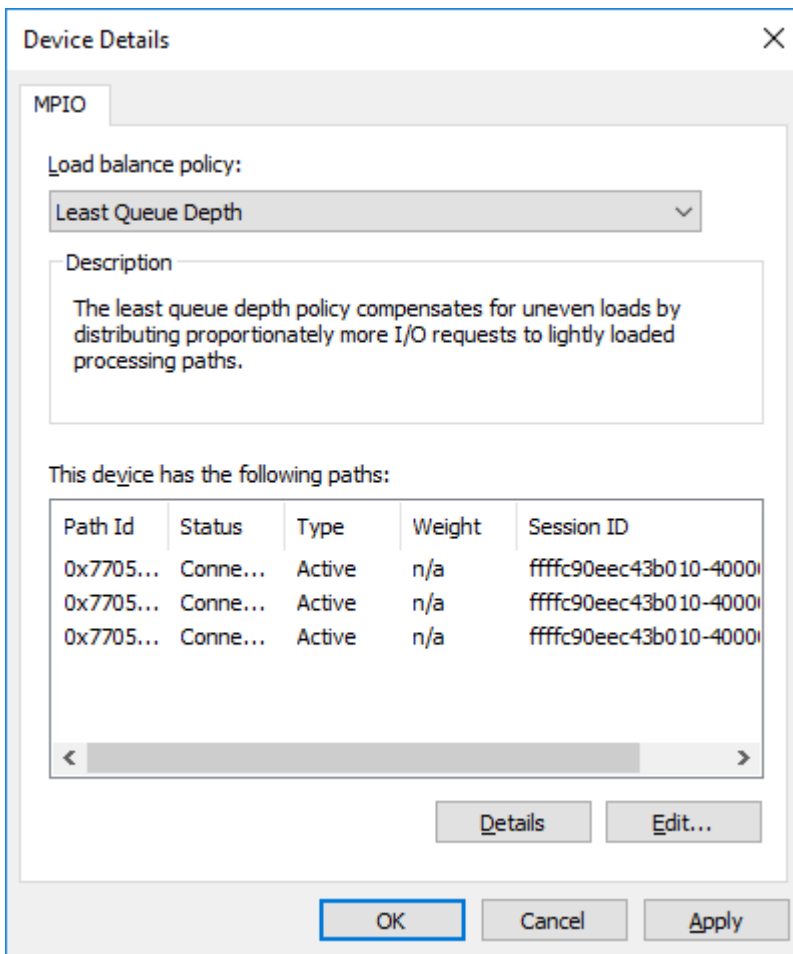 Device Details
MPIO
Load balance policy:
Least Queue Depth
Description
The least queue depth policy compensates for uneven loads by
distributing proportionately more I/O requests to lightly loaded
processing paths.
This device has the following paths:
Path Id Status Type Weight Session ID
0x7705... Conne... Active n/a ffffc90eec43b010-4000
0x7705... Conne... Active n/a ffffc90eec43b010-4000
0x7705... Conne... Active n/a ffffc90eec43b010-4000
Details Edit...
OK Cancel Apply